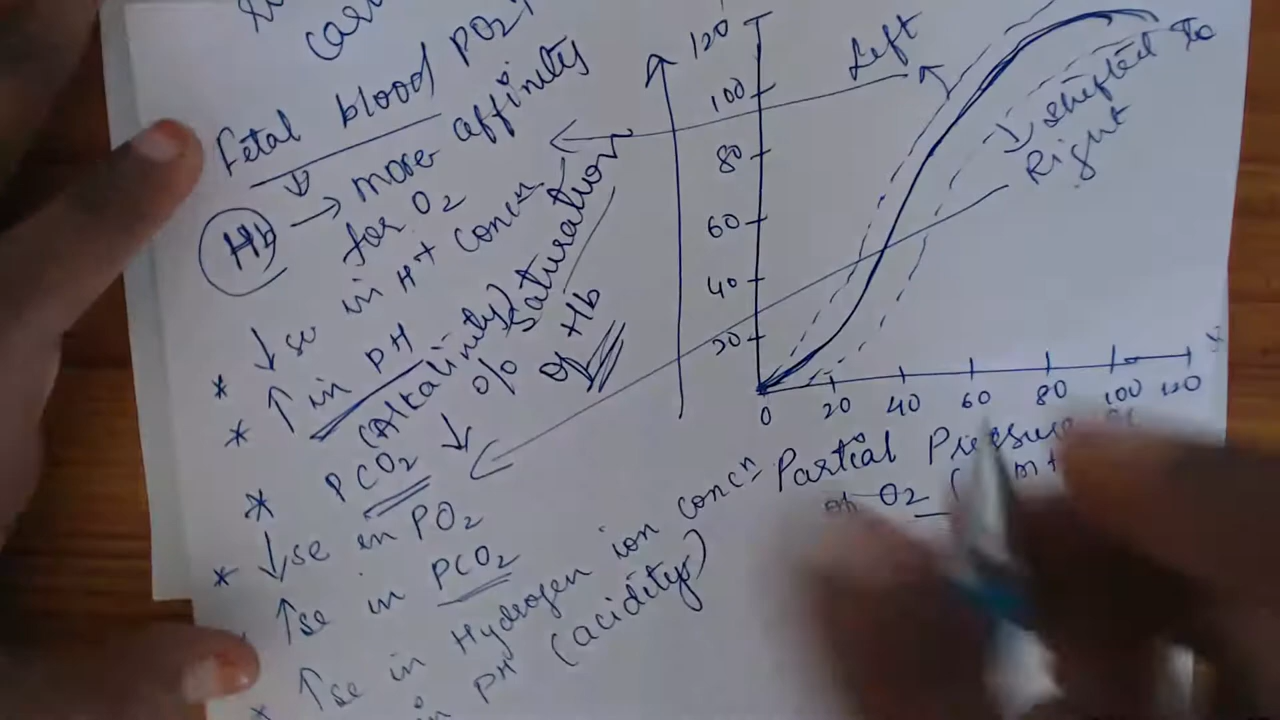 Fetal blood PO2
Hb → more affinity
for O2
* ↓se in H+ concn
* ↑ in PH
(Alkalinity)
* PCO2 ↓
* ↓se in PO2
↑se in PCO2
* ↑se in Hydrogen ion concn
in PH (acidity)
% Saturation
of Hb
120
100
80
60
40
20
0 20 40 60 80 100 120
Left
shifted to
Right
Partial Pressure
of O2 (